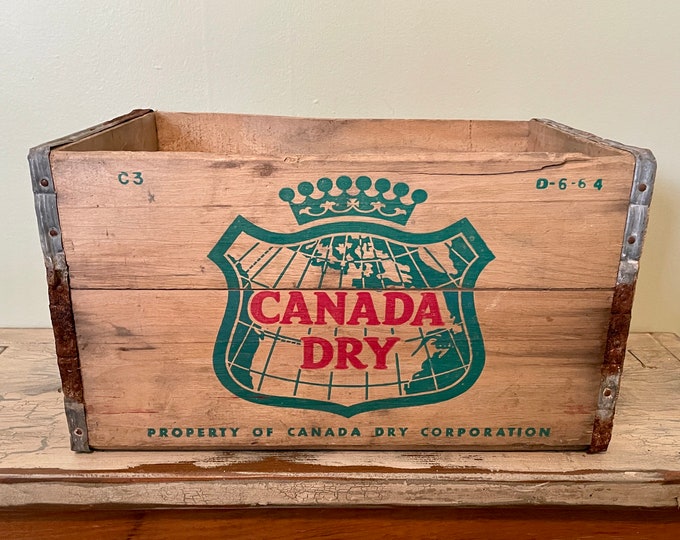 C3
D-6-64
CANADA
DRY
PROPERTY OF CANADA DRY CORPORATION